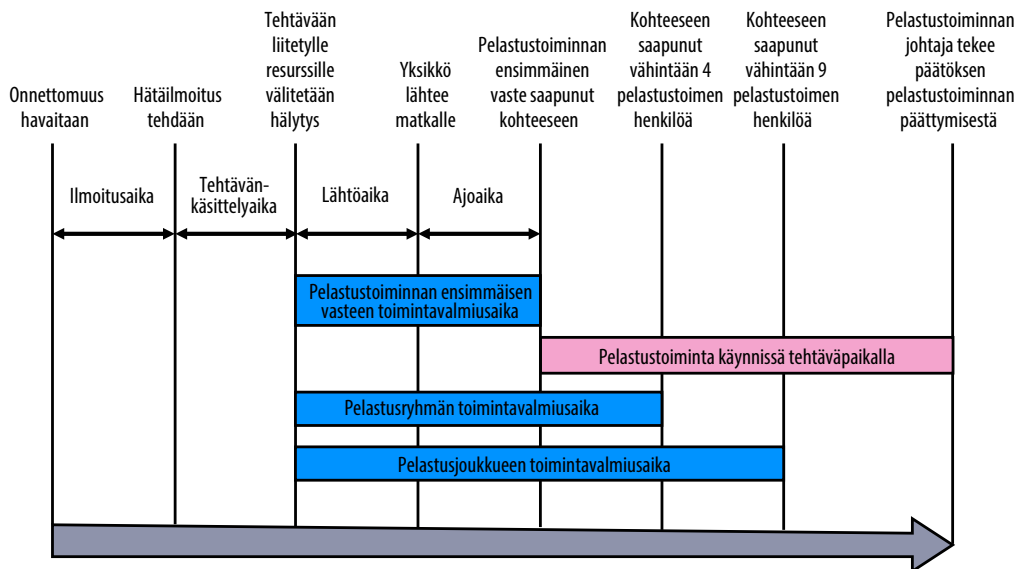 Onnettomuus
havaitaan
Hätäilmoitus
tehdään
Tehtävään
liitetylle
resurssille
välitetään
hälytys
Yksikkö
lähtee
matkalle
Pelastustoiminnan
ensimmäinen
vaste saapunut
kohteeseen
Kohteeseen
saapunut
vähintään 4
pelastustoimen
henkilöä
Kohteeseen
saapunut
vähintään 9
pelastustoimen
henkilöä
Pelastustoiminnan
johtaja tekee
päätöksen
pelastustoiminnan
päättymisestä
Ilmoitusaika
Tehtävän-
käsittelyaika
Lähtöaika
Ajoaika
Pelastustoiminnan ensimmäisen
vasteen toimintavalmiusaika
Pelastustoiminta käynnissä tehtäväpaikalla
Pelastusryhmän toimintavalmiusaika
Pelastusjoukkueen toimintavalmiusaika